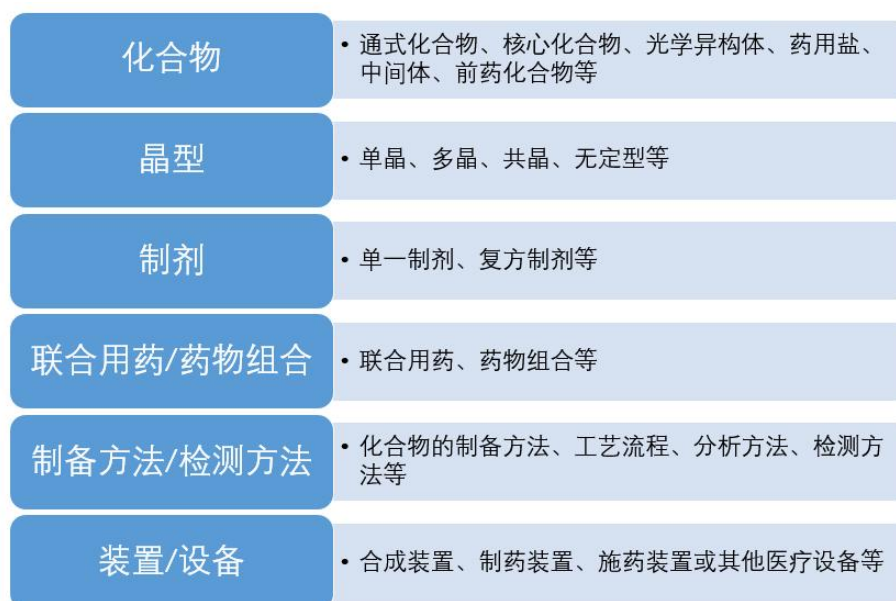 化合物
• 通式化合物、核心化合物、光学异构体、药用盐、
中间体、前药化合物等
晶型
• 单晶、多晶、共晶、无定型等
制剂
• 单一制剂、复方制剂等
联合用药/药物组合
• 联合用药、药物组合等
制备方法/检测方法
• 化合物的制备方法、工艺流程、分析方法、检测方
法等
装置/设备
• 合成装置、制药装置、施药装置或其他医疗设备等